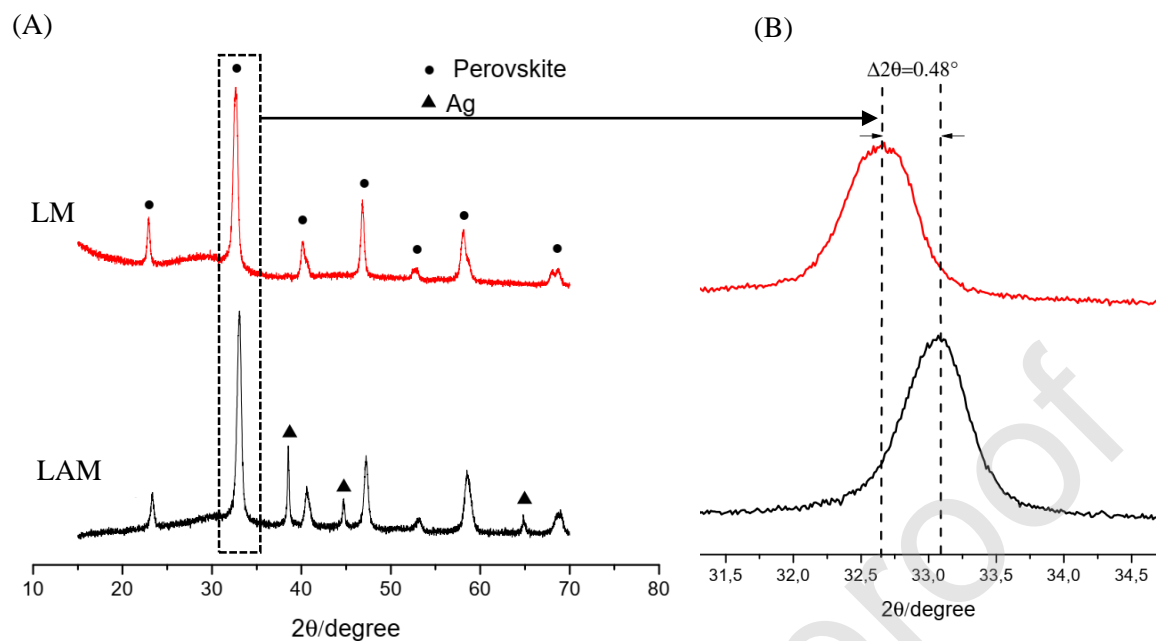 (A)
(B)
● Perovskite
▲ Ag
Δ2θ=0.48°
LM
LAM
10 20 30 40 50 60 70 80
2θ/degree
31,5 32,0 32,5 33,0 33,5 34,0 34,5
2θ/degree
proof